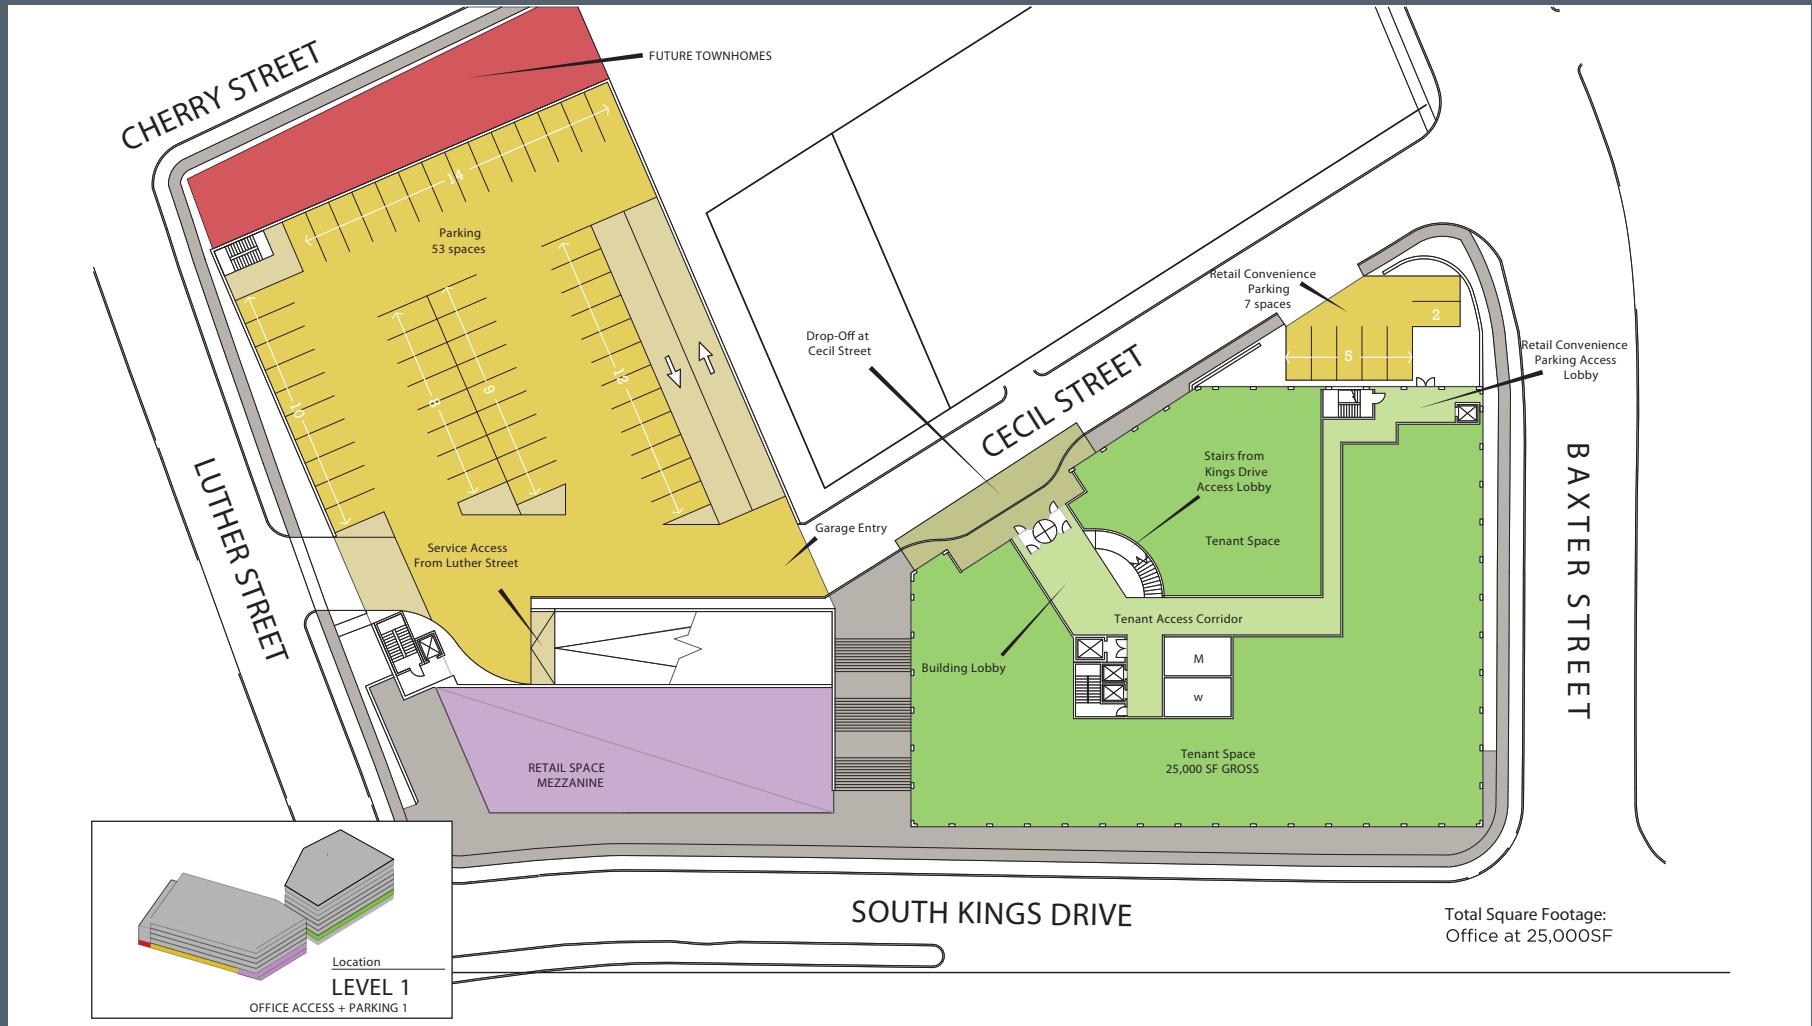 FUTURE TOWNHOMES
CHERRY STREET
14
Parking
53 spaces
Retail Convenience
Parking
7 spaces
2
5
Retail Convenience
Parking Access
Lobby
Drop-Off at
Cecil Street
CECIL STREET
10
8
9
12
LUTHER STREET
Stairs from
Kings Drive
Access Lobby
Tenant Space
BAXTER STREET
Garage Entry
Service Access
From Luther Street
Tenant Access Corridor
Building Lobby
M
w
Tenant Space
25,000 SF GROSS
RETAIL SPACE
MEZZANINE
SOUTH KINGS DRIVE
Total Square Footage:
Office at 25,000SF
Location
LEVEL 1
OFFICE ACCESS + PARKING 1